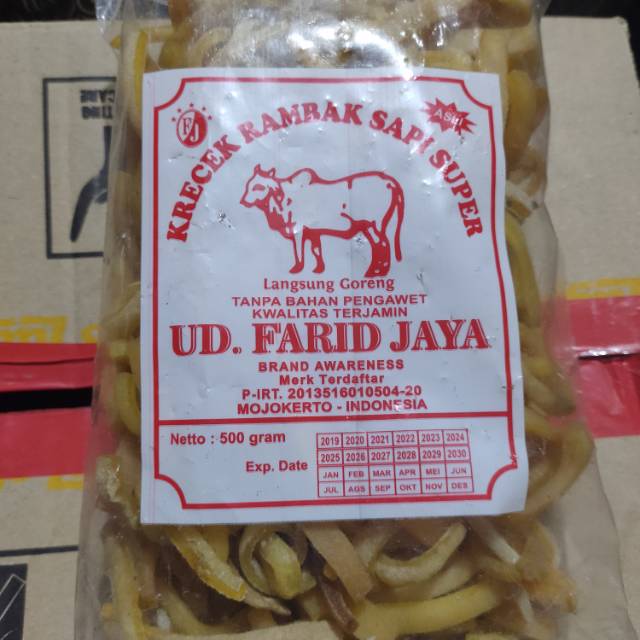 KRECEK RAMBAK SAPI SUPER
ASLI
Langsung Goreng
TANPA BAHAN PENGAWET
KWALITAS TERJAMIN
UD. FARID JAYA
BRAND AWARENESS
Merk Terdaftar
P-IRT. 2013516010504-20
MOJOKERTO - INDONESIA
Netto : 500 gram
Exp. Date
2019 2020 2021 2022 2023 2024
2025 2026 2027 2028 2029 2030
JAN FEB MAR APR MEI JUN
JUL AGS SEP OKT NOV DES